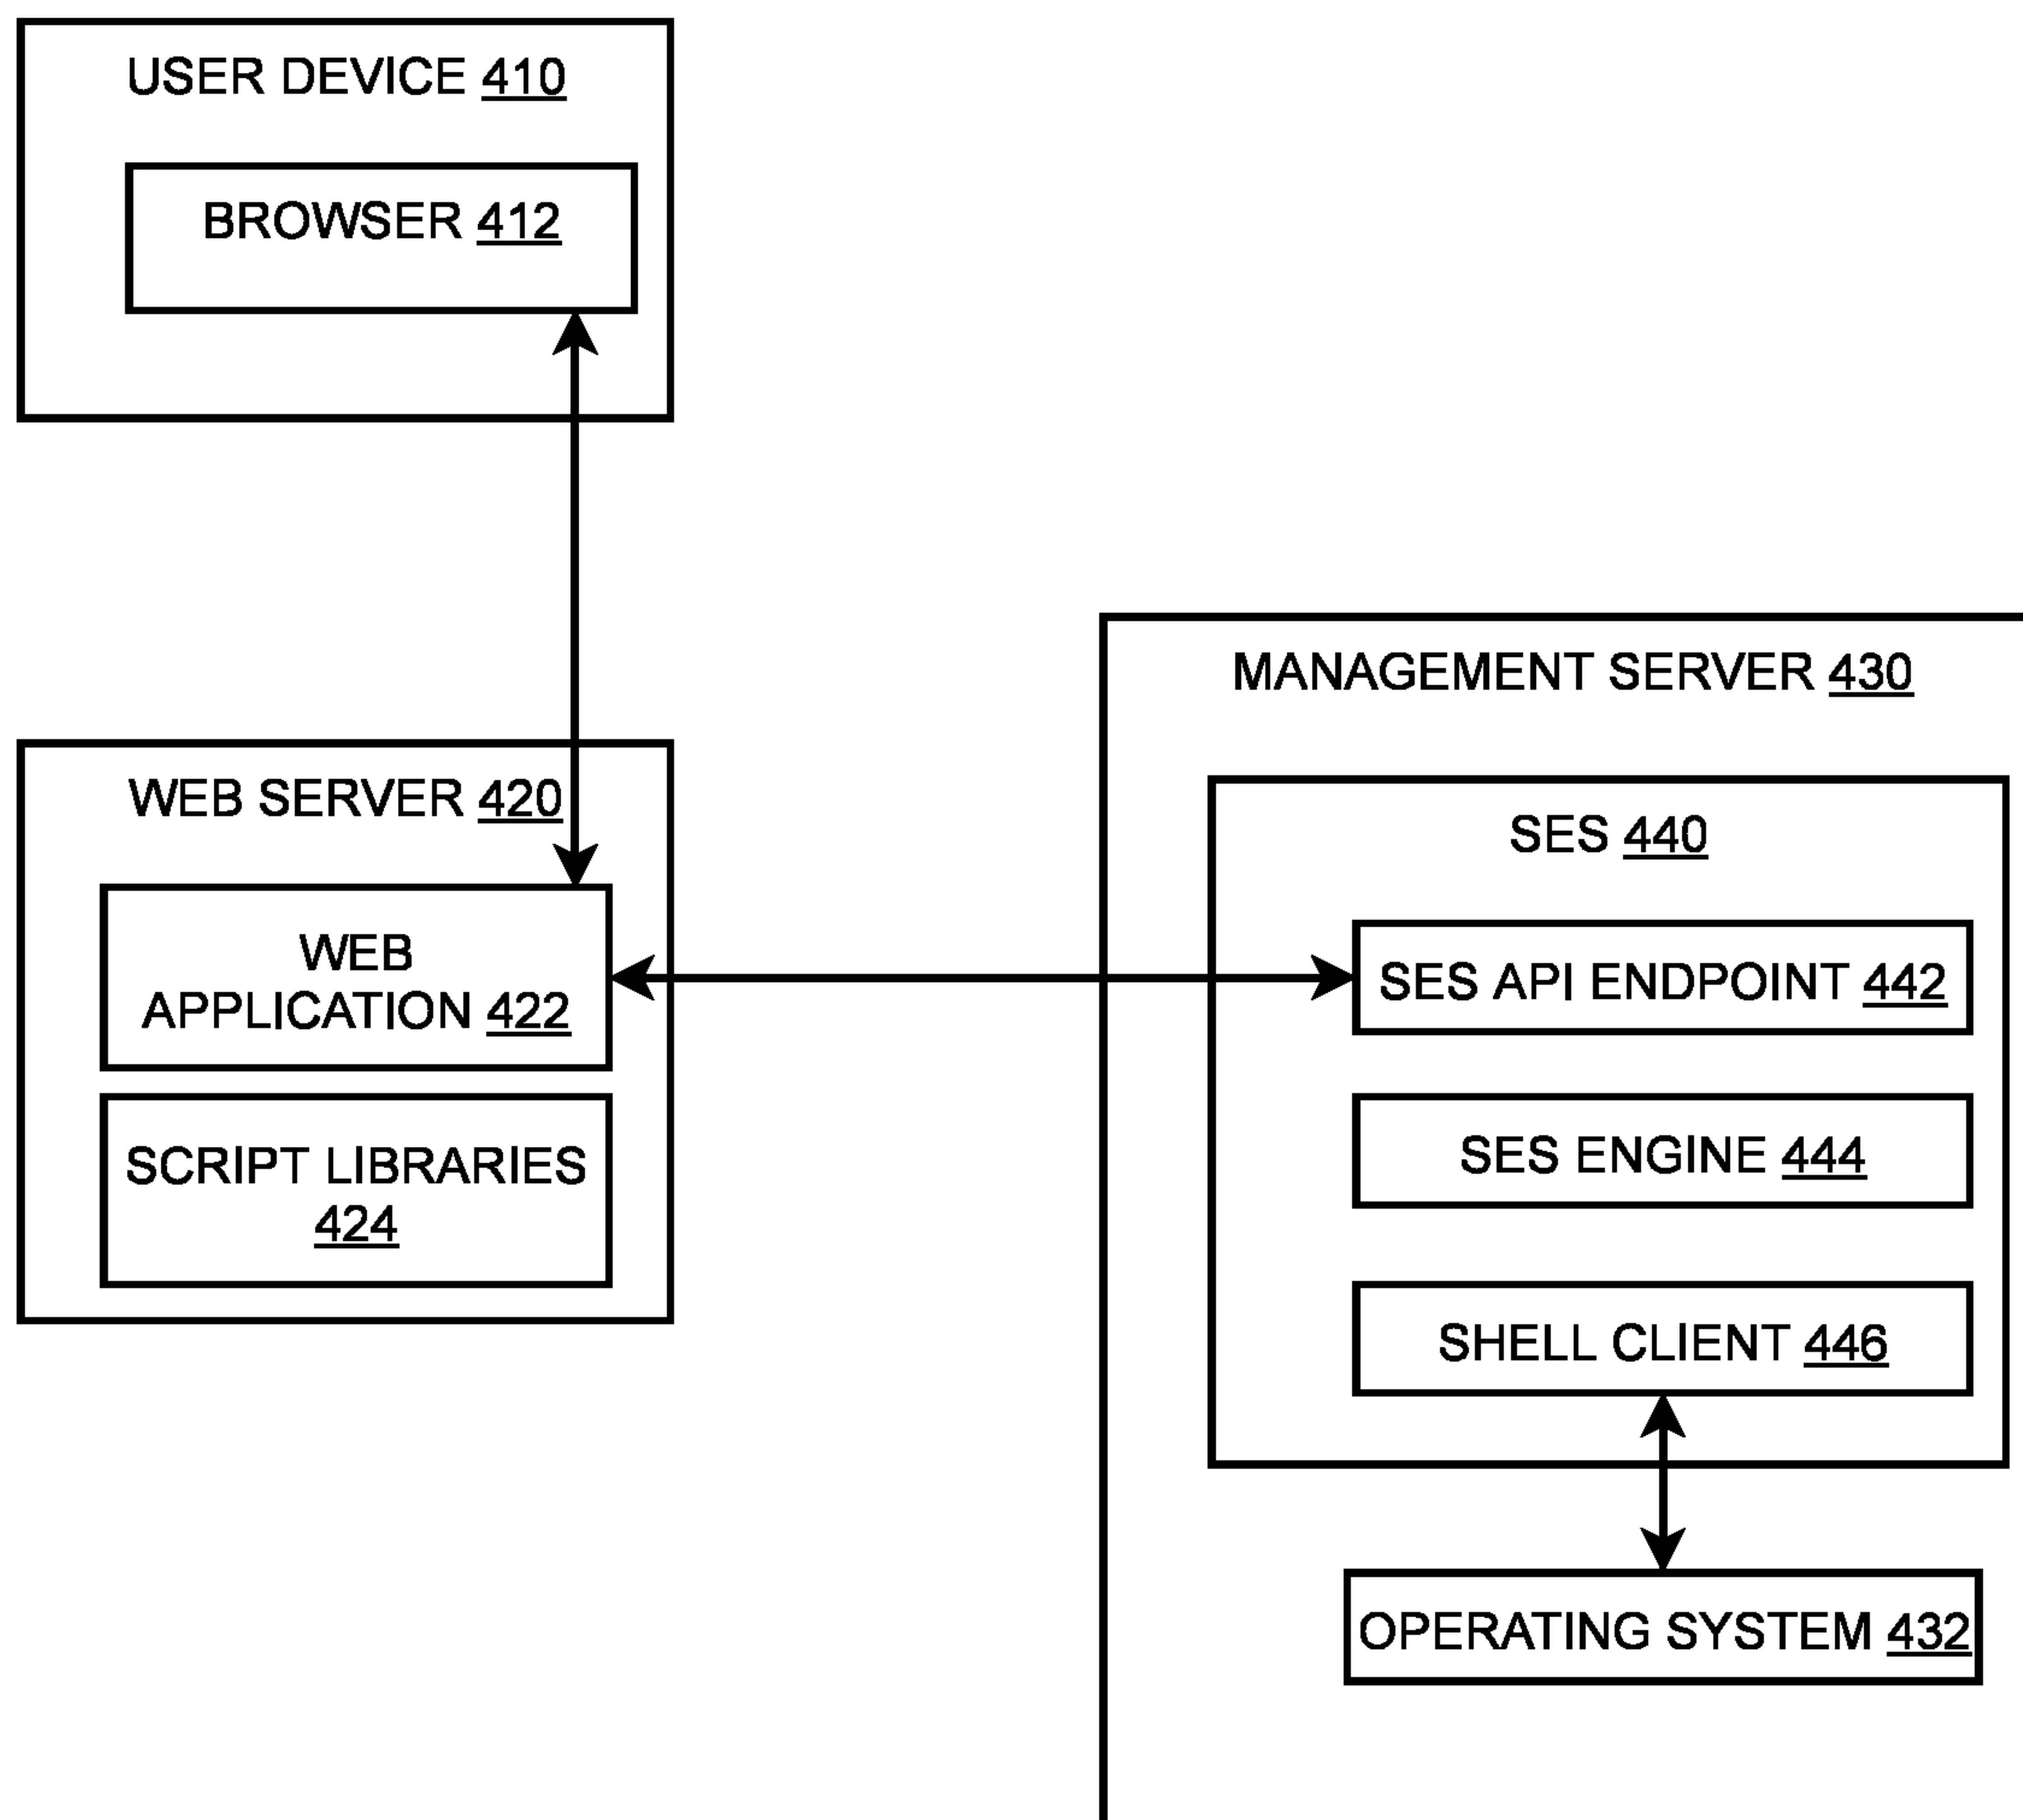 USER DEVICE 410
BROWSER 412
WEB SERVER 420
WEB
APPLICATION 422
SCRIPT LIBRARIES
424
MANAGEMENT SERVER 430
SES 440
SES API ENDPOINT 442
SES ENGINE 444
SHELL CLIENT 446
OPERATING SYSTEM 432